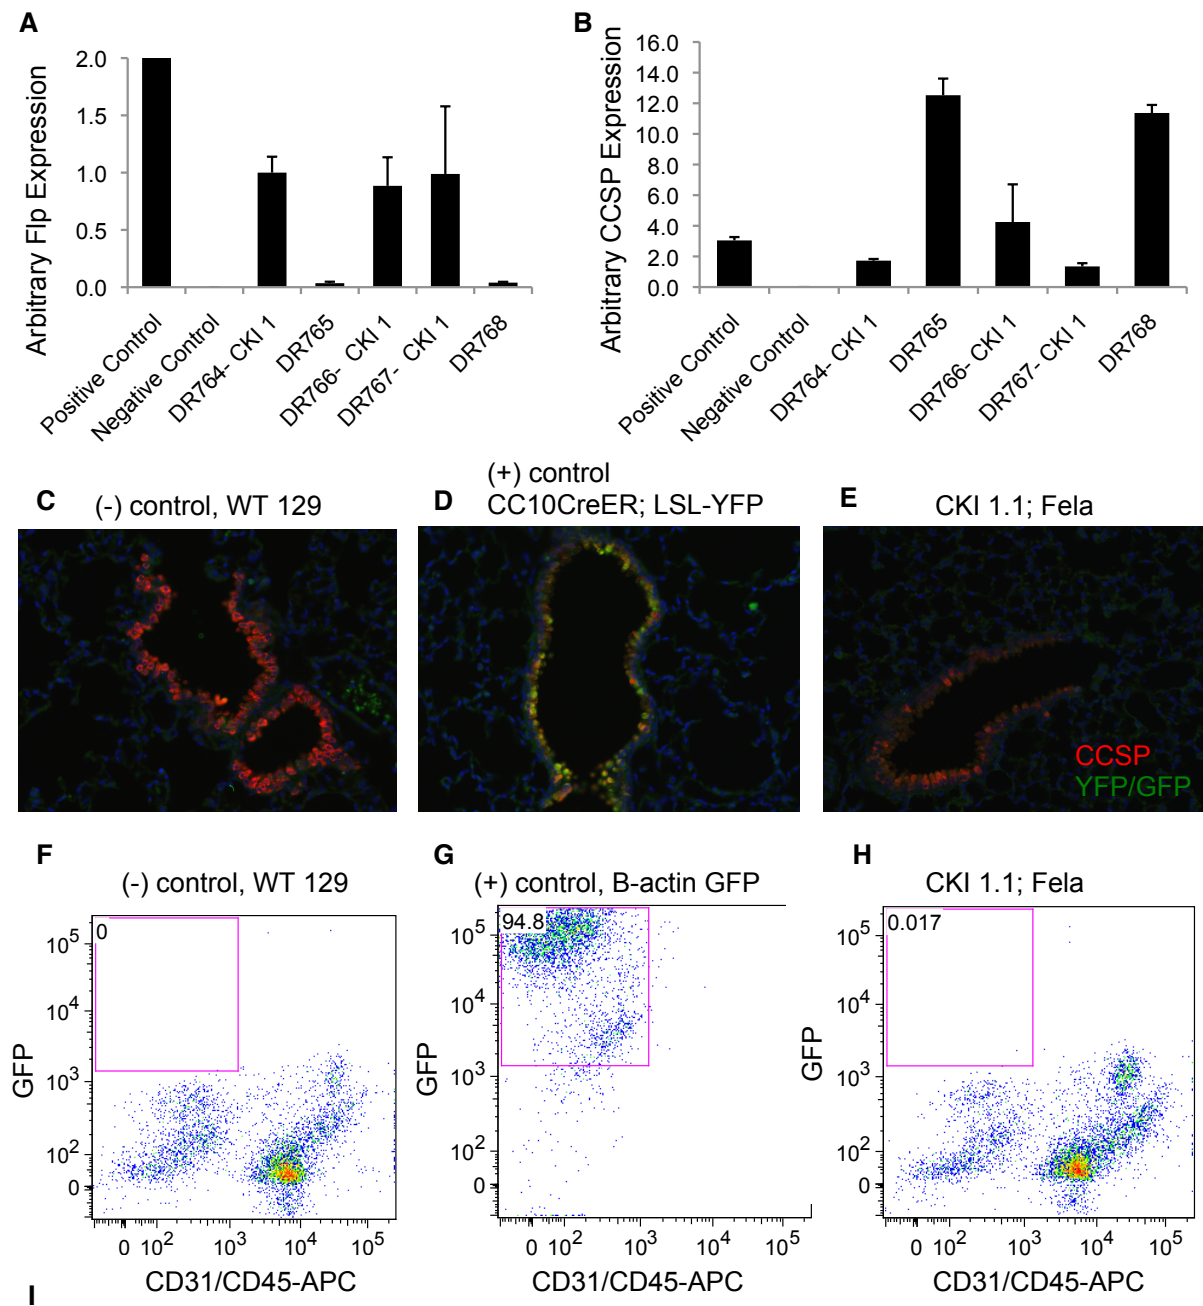 A
Arbitrary Flp Expression
2.0
1.5
1.0
0.5
0.0
Positive Control
Negative Control
DR764- CKI 1
DR765
DR766- CKI 1
DR767- CKI 1
DR768
B
Arbitrary CCSP Expression
16.0
14.0
12.0
10.0
8.0
6.0
4.0
2.0
0.0
Positive Control
Negative Control
DR764- CKI 1
DR765
DR766- CKI 1
DR767- CKI 1
DR768
C
(-) control, WT 129
D
(+) control
CC10CreER; LSL-YFP
E
CKI 1.1; Fela
CCSP
YFP/GFP
F
(-) control, WT 129
0
GFP
10^5
10^4
10^3
10^2
0
0 10^2 10^3 10^4 10^5
CD31/CD45-APC
G
(+) control, B-actin GFP
94.8
GFP
10^5
10^4
10^3
10^2
0
0 10^2 10^3 10^4 10^5
CD31/CD45-APC
H
CKI 1.1; Fela
0.017
GFP
10^5
10^4
10^3
10^2
0
0 10^2 10^3 10^4 10^5
CD31/CD45-APC
I